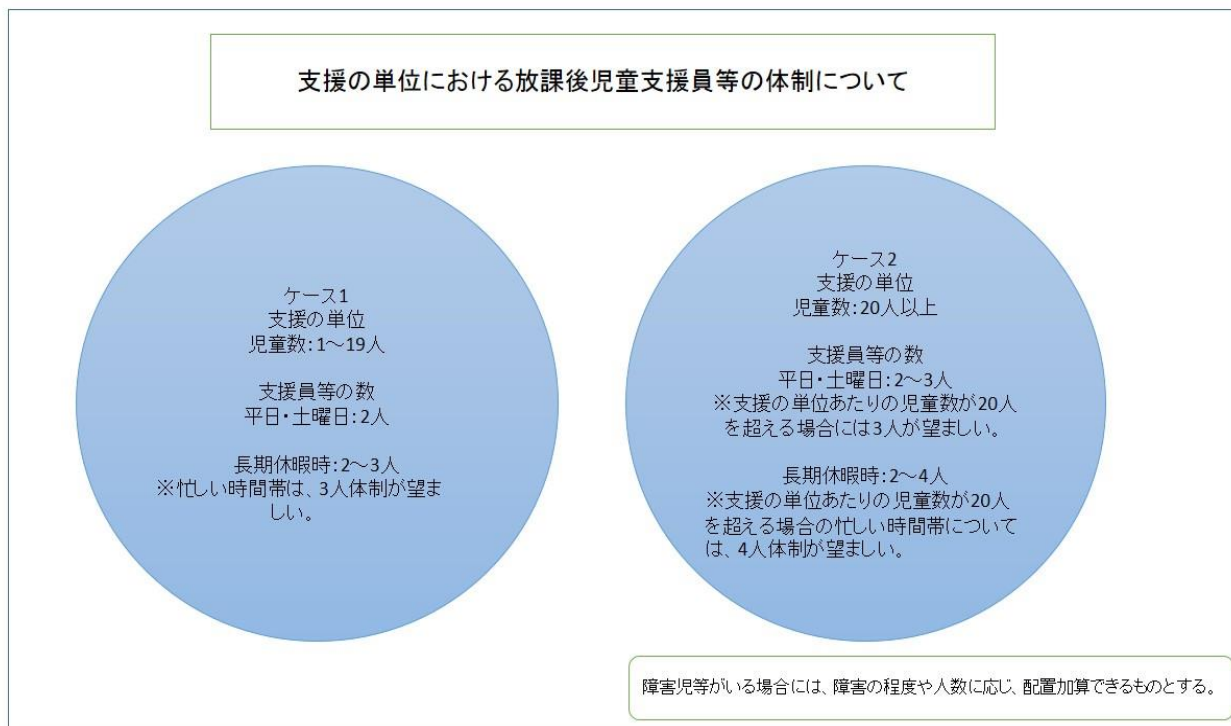 支援の単位における放課後児童支援員等の体制について
ケース1
支援の単位
児童数:1～19人
支援員等の数
平日・土曜日:2人
長期休暇時:2～3人
※忙しい時間帯は、3人体制が望ま
しい。
ケース2
支援の単位
児童数:20人以上
支援員等の数
平日・土曜日:2～3人
※支援の単位あたりの児童数が20人
を超える場合には3人が望ましい。
長期休暇時:2～4人
※支援の単位あたりの児童数が20人
を超える場合の忙しい時間帯について
は、4人体制が望ましい。
障害児等がいる場合には、障害の程度や人数に応じ、配置加算できるものとする。